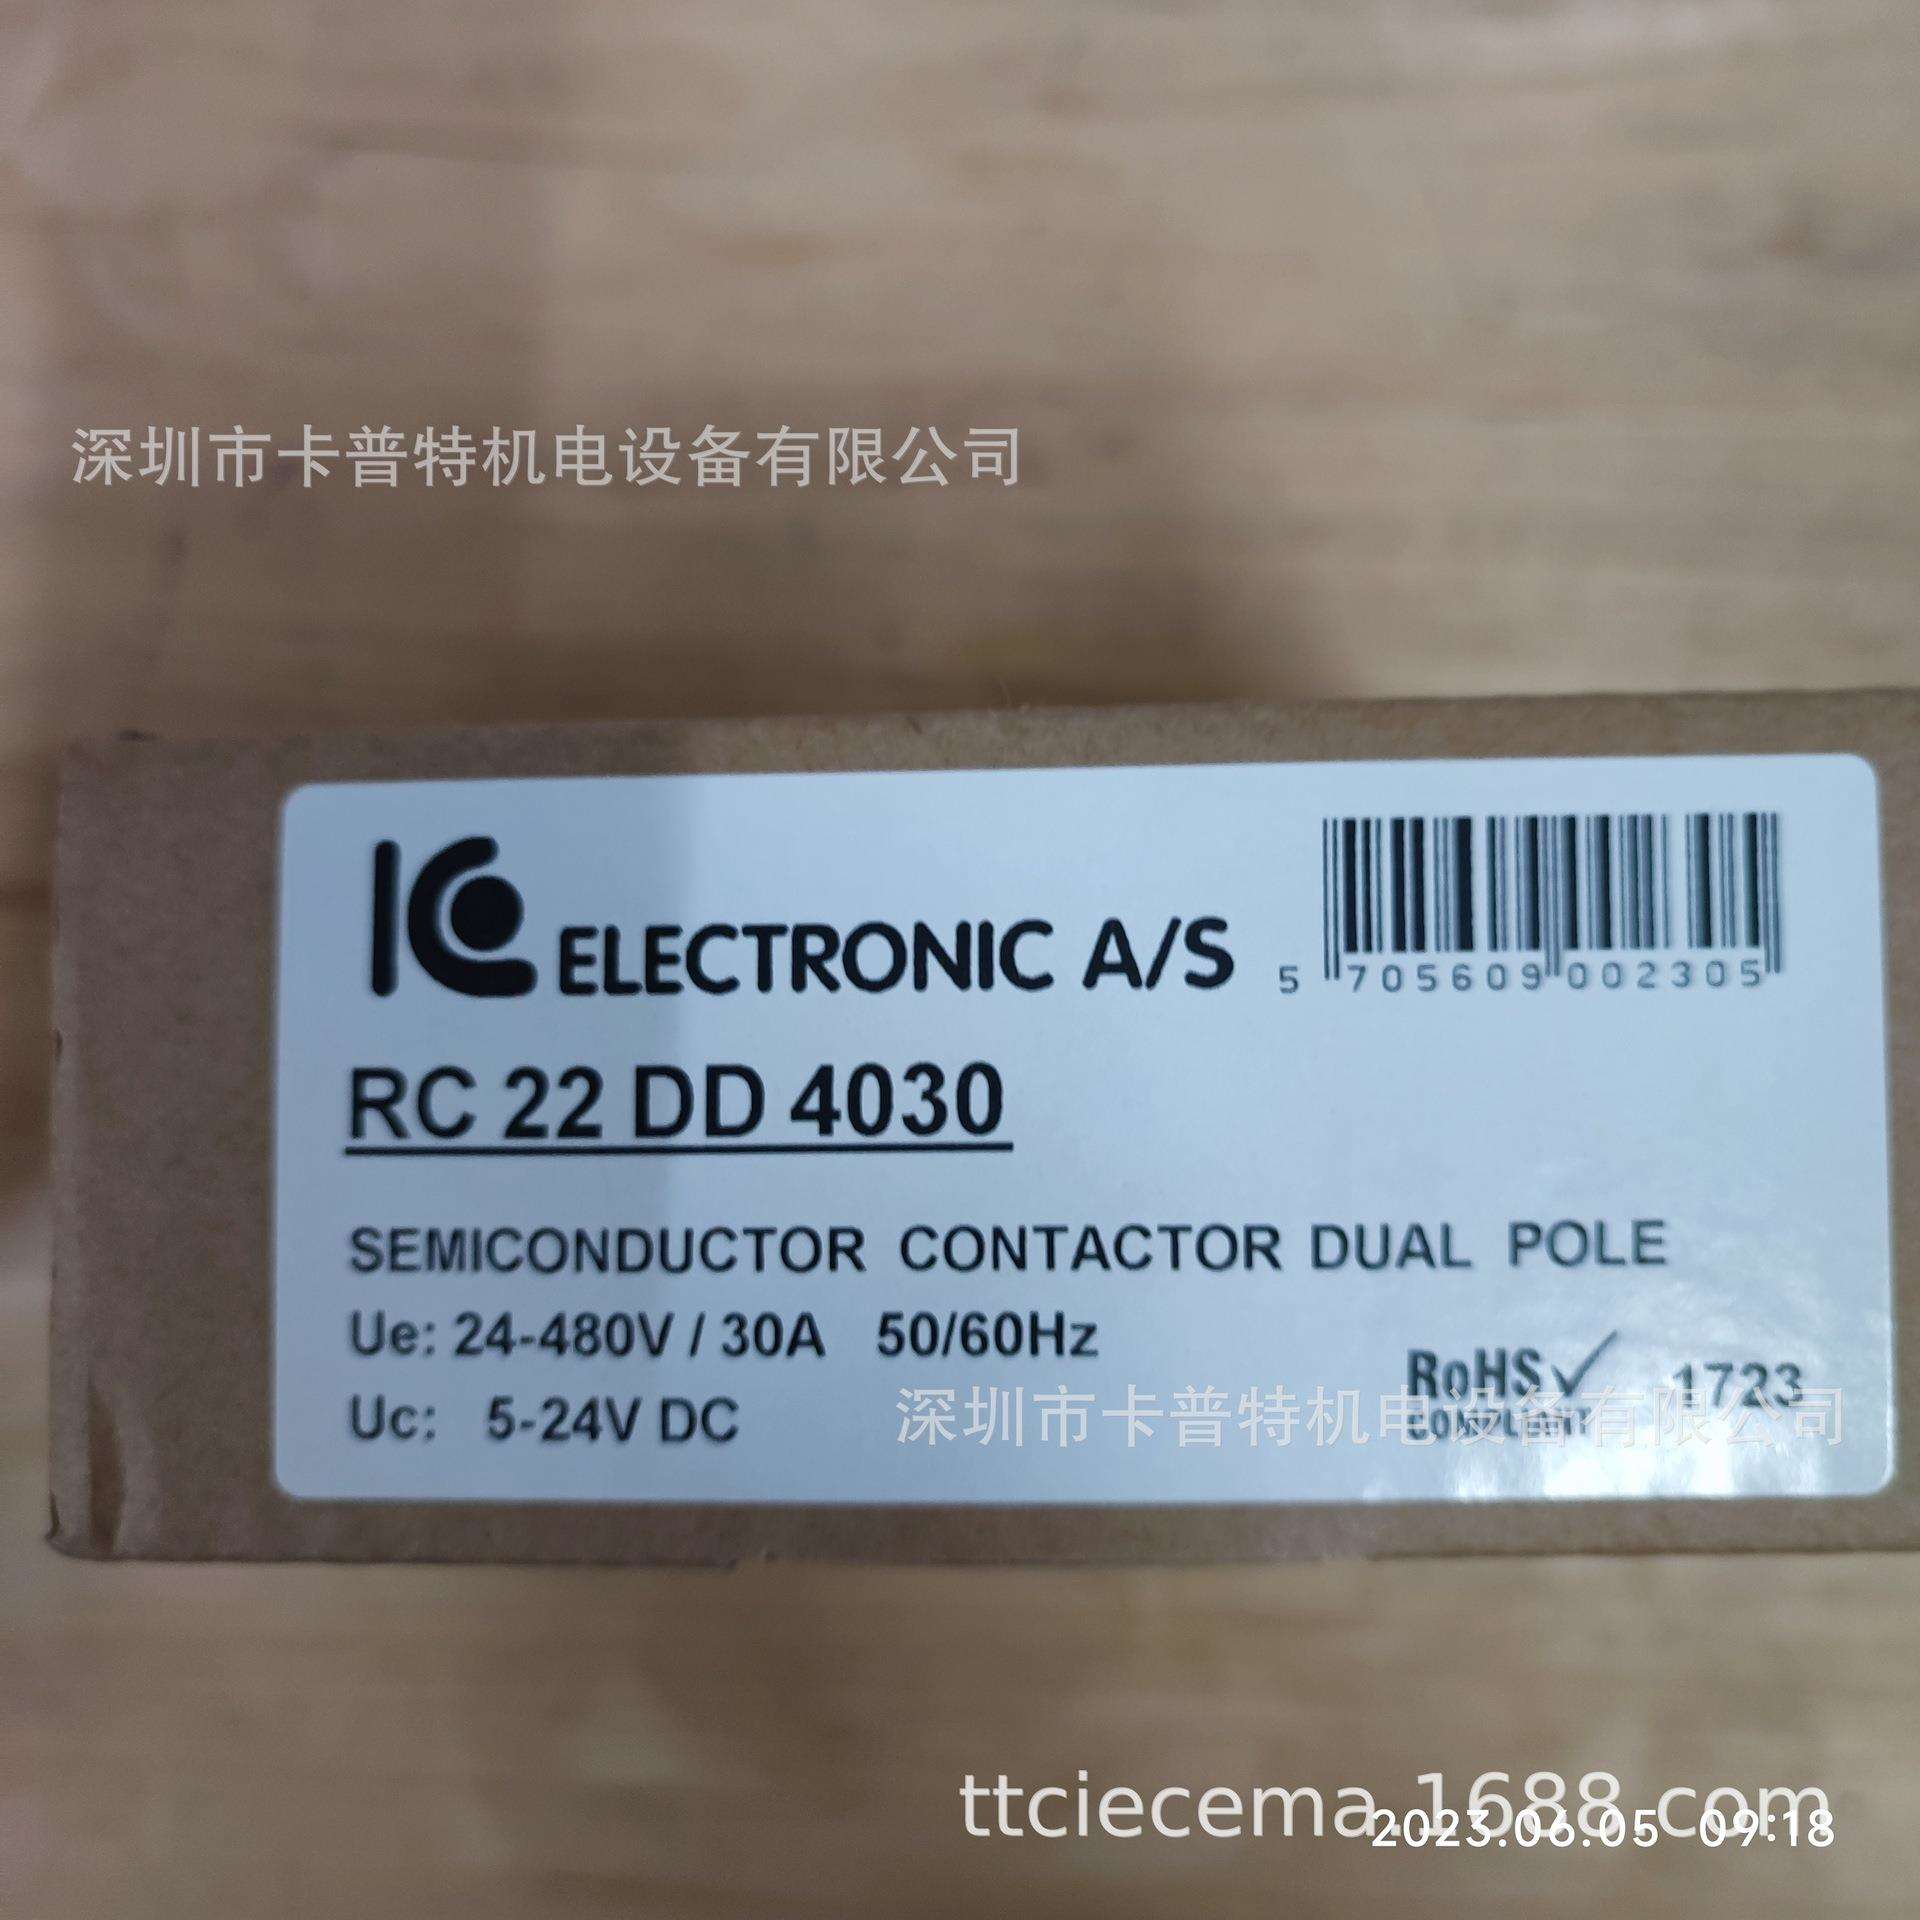 深圳市卡普特机电设备有限公司
IC ELECTRONIC A/S
5 705609 002305
RC 22 DD 4030
SEMICONDUCTOR CONTACTOR DUAL POLE
Ue: 24-480V / 30A 50/60Hz
Uc: 5-24V DC
RoHS
COMPLIANT
1723
深圳市卡普特机电设备有限公司
ttciecema.1688.com
2023.06.05 09:18